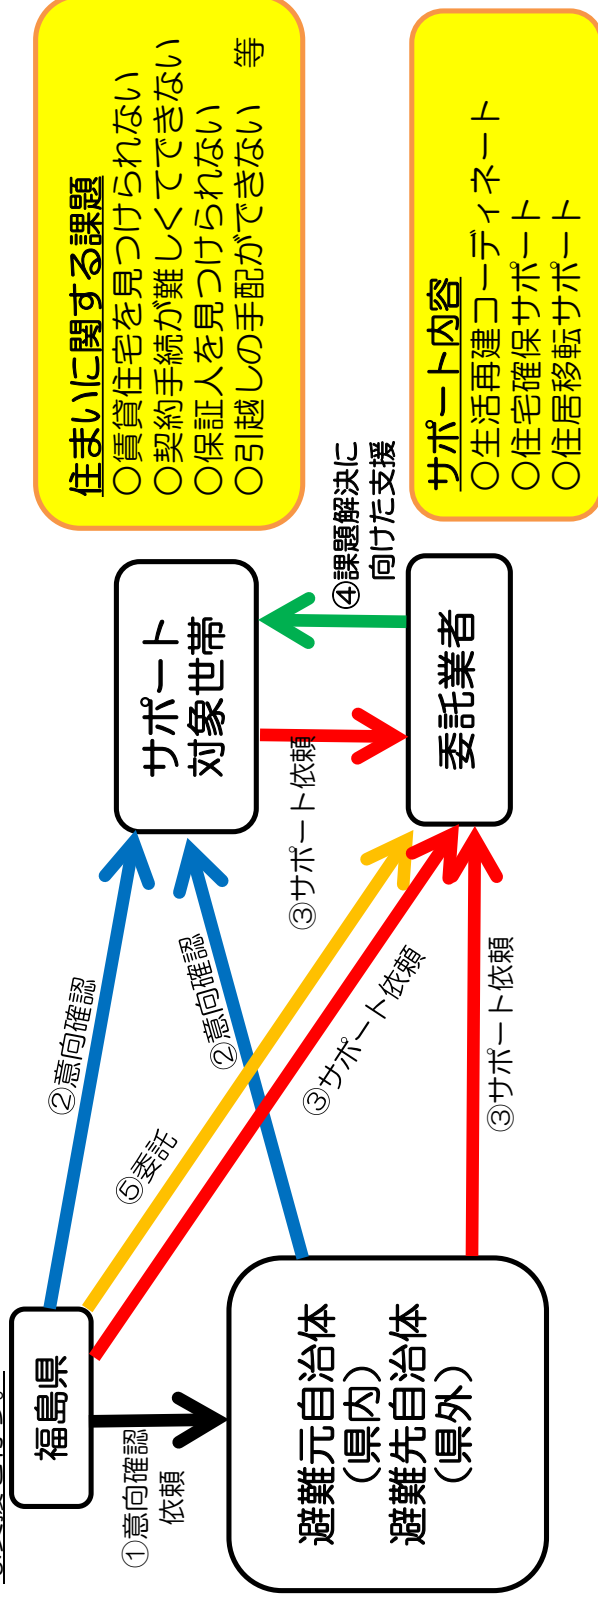 福島県
①意向確認
依頼
避難元自治体
（県内）
避難先自治体
（県外）
②意向確認
②意向確認
⑤委託
③サポート依頼
③サポート依頼
サポート
対象世帯
③サポート依頼
④課題解決に
向けた支援
委託業者
住まいに関する課題
○賃貸住宅を見つけられない
○契約手続が難しくてできない
○保証人を見つけられない
○引越しの手配ができない　等
サポート内容
○生活再建コーディネート
○住宅確保サポート
○住居移転サポート